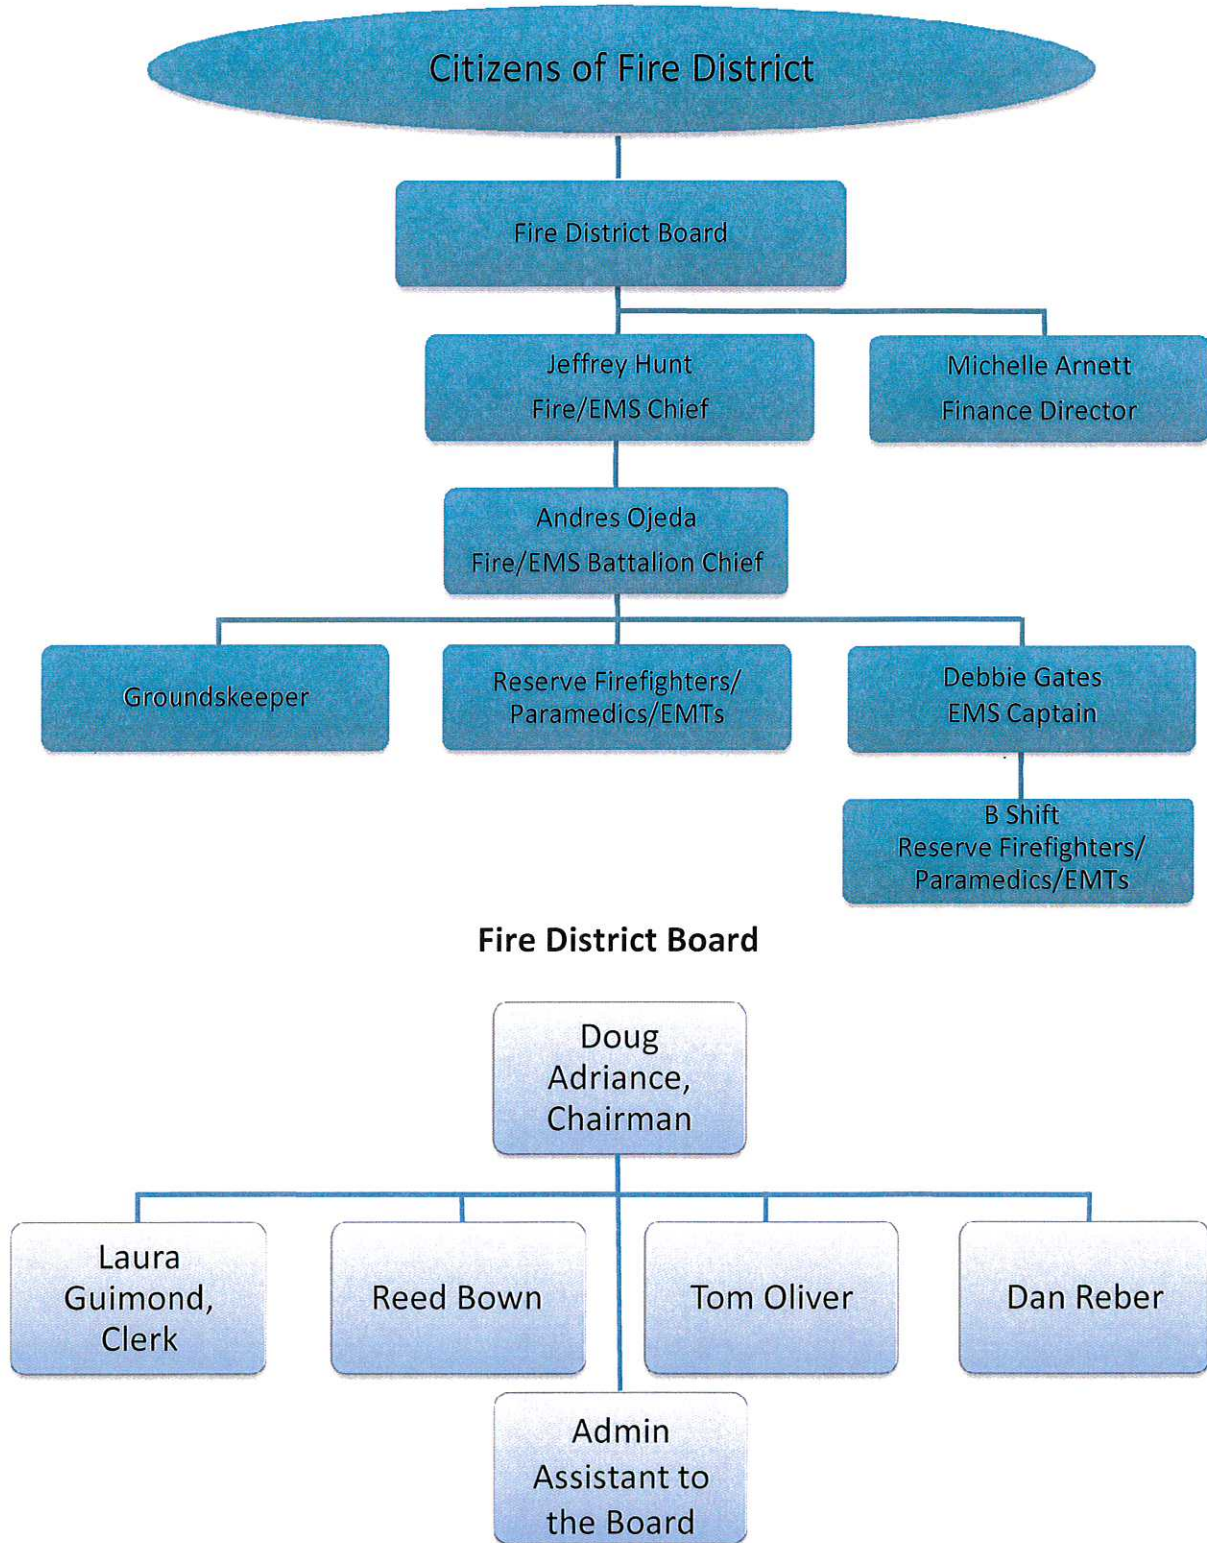 Citizens of Fire District
Fire District Board
Jeffrey Hunt
Fire/EMS Chief
Michelle Arnett
Finance Director
Andres Ojeda
Fire/EMS Battalion Chief
Groundskeeper
Reserve Firefighters/
Paramedics/EMTs
Debbie Gates
EMS Captain
B Shift
Reserve Firefighters/
Paramedics/EMTs
Fire District Board
Doug
Adriance,
Chairman
Laura
Guimond,
Clerk
Reed Bown
Tom Oliver
Dan Reber
Admin
Assistant to
the Board